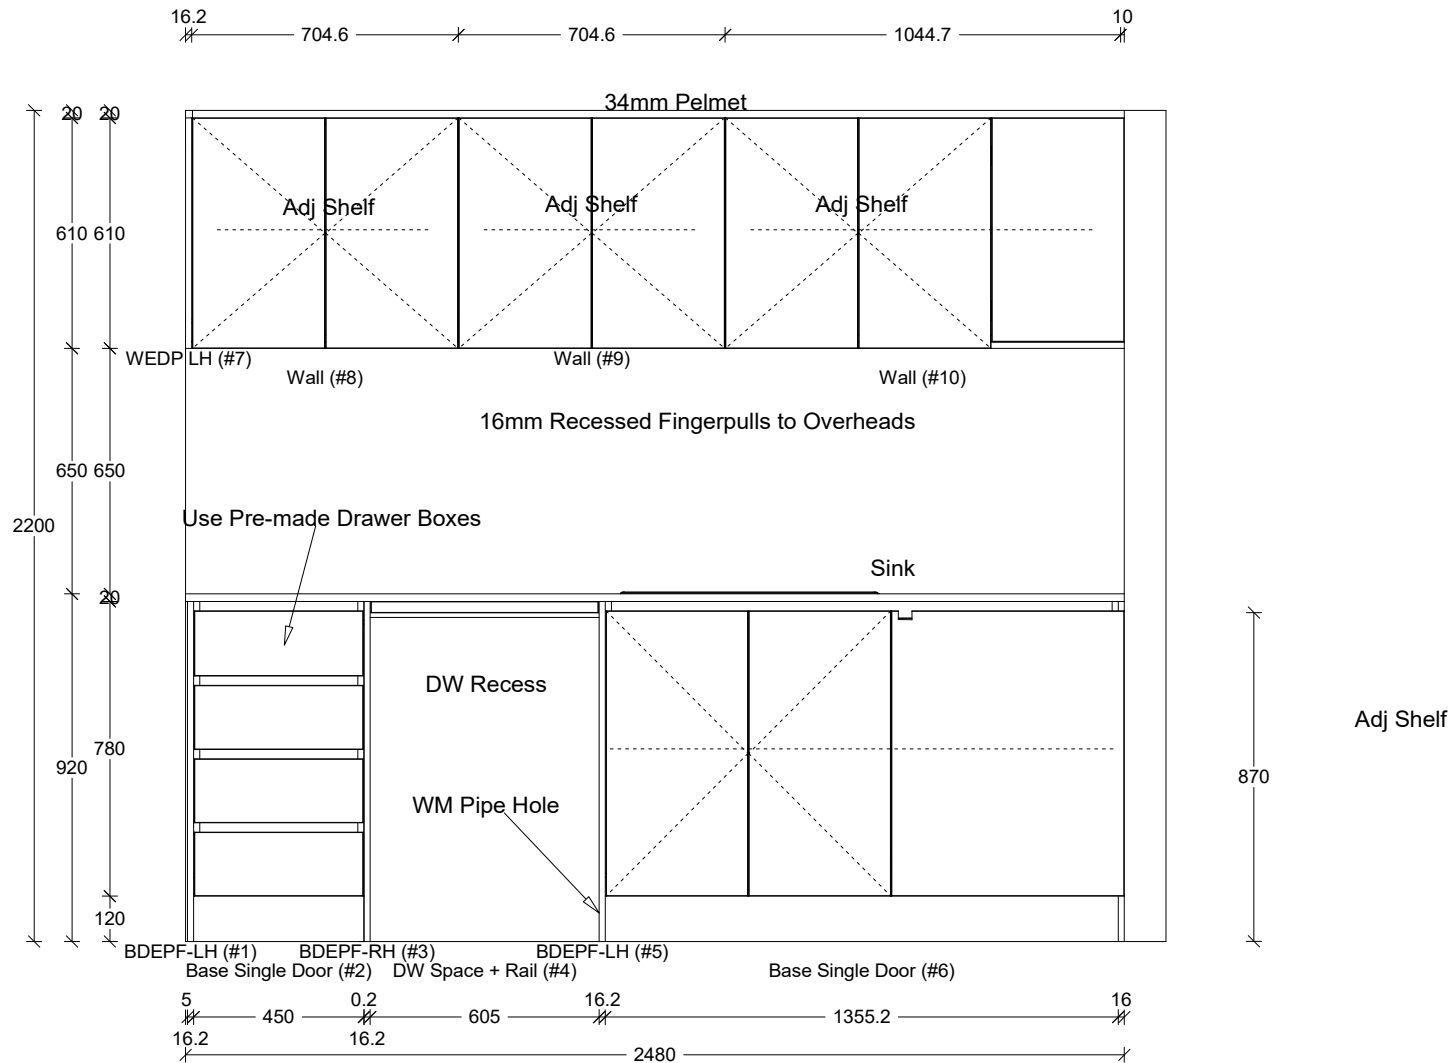 16.2
10
704.6
704.6
1044.7
34mm Pelmet
20
20
Adj Shelf
Adj Shelf
Adj Shelf
610
610
WEDP LH (#7)
Wall (#9)
Wall (#8)
Wall (#10)
16mm Recessed Fingerpulls to Overheads
650
650
Use Pre-made Drawer Boxes
2200
Sink
20
DW Recess
Adj Shelf
780
920
870
WM Pipe Hole
120
BDEPF-LH (#1)
BDEPF-RH (#3)
BDEPF-LH (#5)
Base Single Door (#2)
DW Space + Rail (#4)
Base Single Door (#6)
5
0.2
16.2
16
450
605
1355.2
16.2
16.2
2480